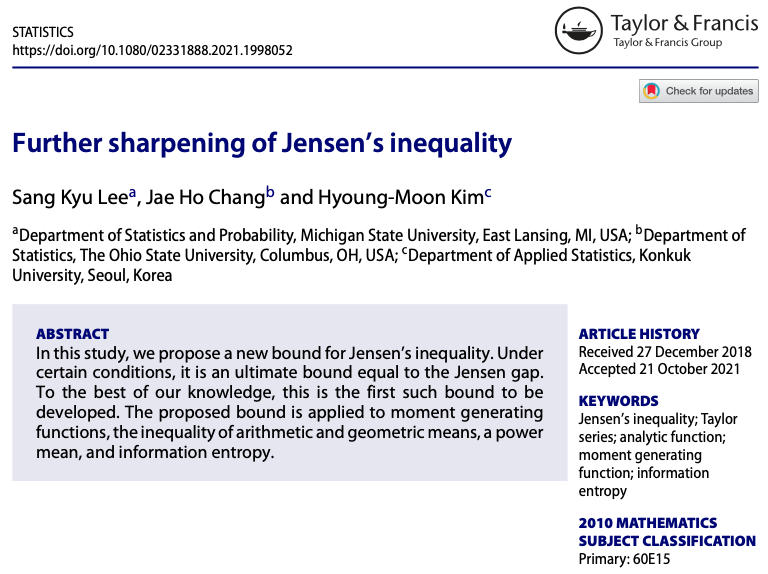 STATISTICS
https://doi.org/10.1080/02331888.2021.1998052
Taylor & Francis
Taylor & Francis Group
Check for updates
Further sharpening of Jensen’s inequality
Sang Kyu Leeᵃ, Jae Ho Changᵇ and Hyoung-Moon Kimᶜ
ᵃDepartment of Statistics and Probability, Michigan State University, East Lansing, MI, USA; ᵇDepartment of
Statistics, The Ohio State University, Columbus, OH, USA; ᶜDepartment of Applied Statistics, Konkuk
University, Seoul, Korea
ABSTRACT
In this study, we propose a new bound for Jensen’s inequality. Under
certain conditions, it is an ultimate bound equal to the Jensen gap.
To the best of our knowledge, this is the first such bound to be
developed. The proposed bound is applied to moment generating
functions, the inequality of arithmetic and geometric means, a power
mean, and information entropy.
ARTICLE HISTORY
Received 27 December 2018
Accepted 21 October 2021
KEYWORDS
Jensen’s inequality; Taylor
series; analytic function;
moment generating
function; information
entropy
2010 MATHEMATICS
SUBJECT CLASSIFICATION
Primary: 60E15